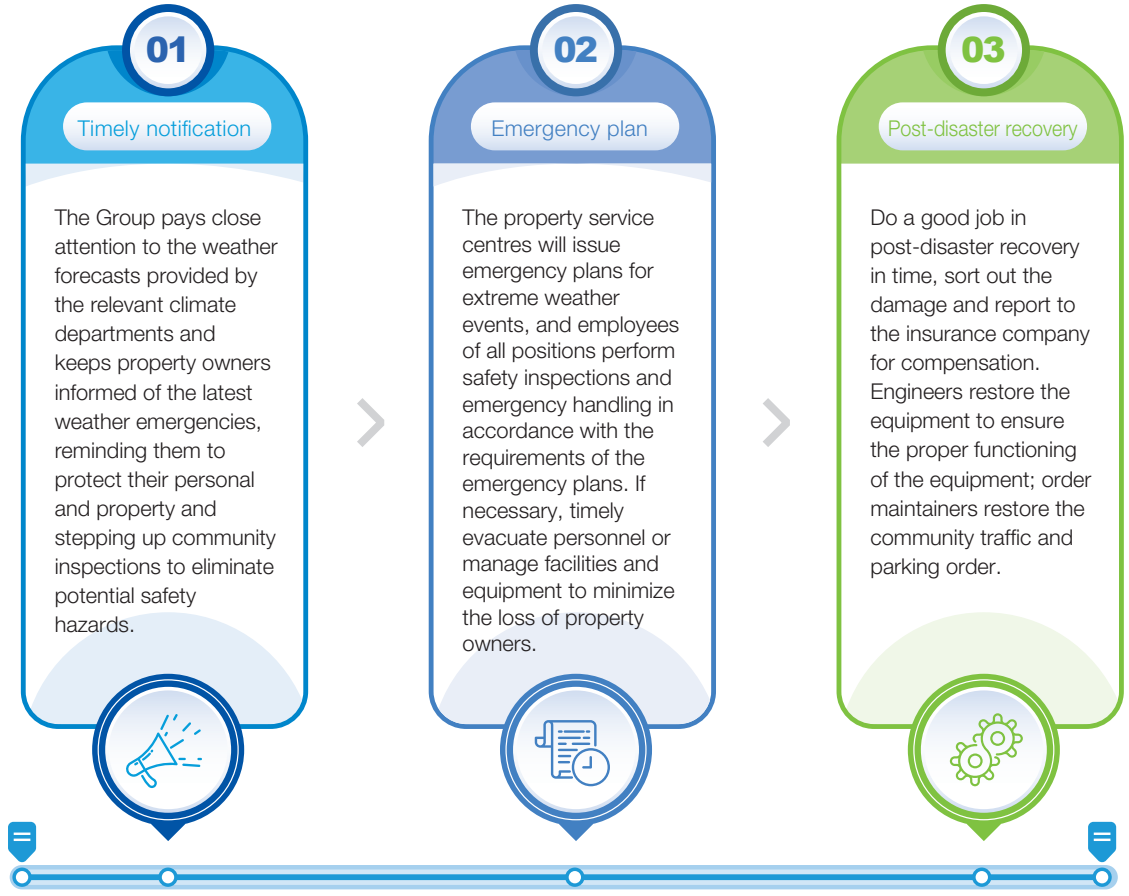 01
Timely notification
The Group pays close
attention to the weather
forecasts provided by
the relevant climate
departments and
keeps property owners
informed of the latest
weather emergencies,
reminding them to
protect their personal
and property and
stepping up community
inspections to eliminate
potential safety
hazards.
02
Emergency plan
The property service
centres will issue
emergency plans for
extreme weather
events, and employees
of all positions perform
safety inspections and
emergency handling in
accordance with the
requirements of the
emergency plans. If
necessary, timely
evacuate personnel or
manage facilities and
equipment to minimize
the loss of property
owners.
03
Post-disaster recovery
Do a good job in
post-disaster recovery
in time, sort out the
damage and report to
the insurance company
for compensation.
Engineers restore the
equipment to ensure
the proper functioning
of the equipment; order
maintainers restore the
community traffic and
parking order.